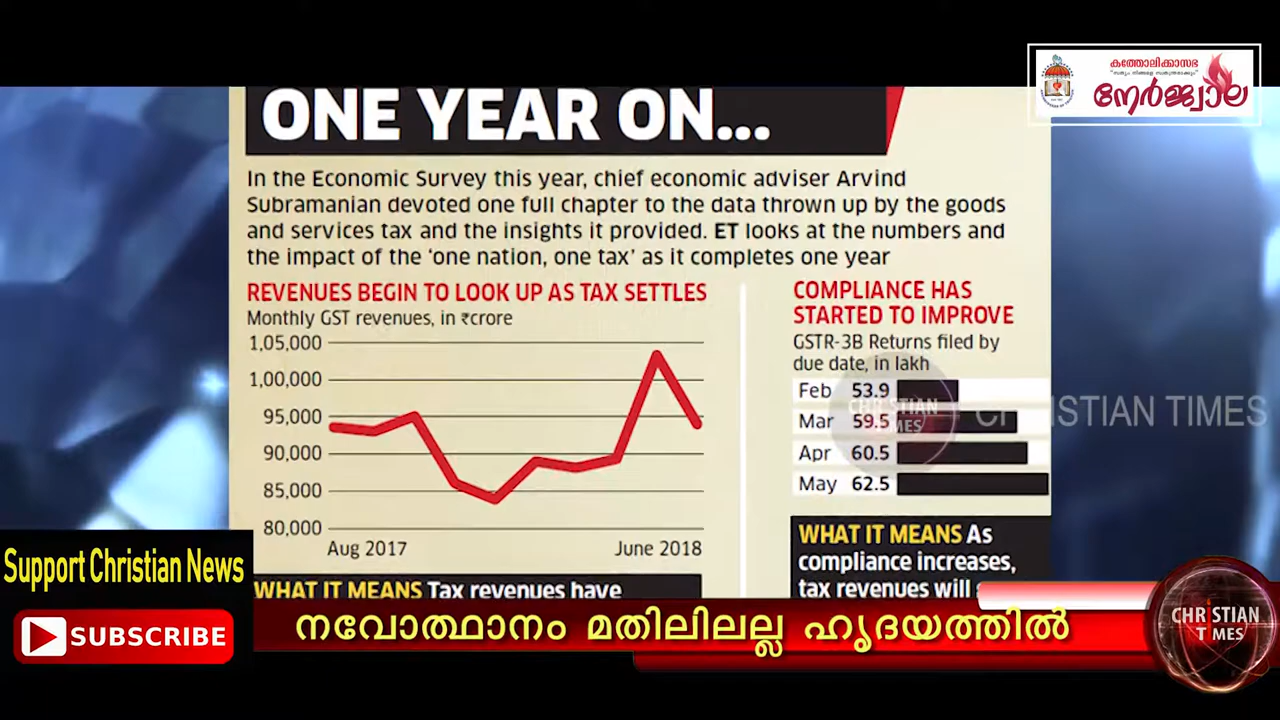 കത്തോലിക്കാസഭ
നേർജ്വാല
ONE YEAR ON...
In the Economic Survey this year, chief economic adviser Arvind
Subramanian devoted one full chapter to the data thrown up by the goods
and services tax and the insights it provided. ET looks at the numbers and
the impact of the ‘one nation, one tax’ as it completes one year
REVENUES BEGIN TO LOOK UP AS TAX SETTLES
Monthly GST revenues, in ₹crore
1,05,000
1,00,000
95,000
90,000
85,000
80,000
Aug 2017 June 2018
WHAT IT MEANS Tax revenues have
COMPLIANCE HAS
STARTED TO IMPROVE
GSTR-3B Returns filed by
due date, in lakh
Feb 53.9
Mar 59.5
Apr 60.5
May 62.5
WHAT IT MEANS As
compliance increases,
tax revenues will
CHRISTIAN TIMES
CHRISTIAN
TIMES
Support Christian News
SUBSCRIBE
നവോത്ഥാനം മതിലിലല്ല ഹൃദയത്തിൽ
CHRISTIAN
TIMES